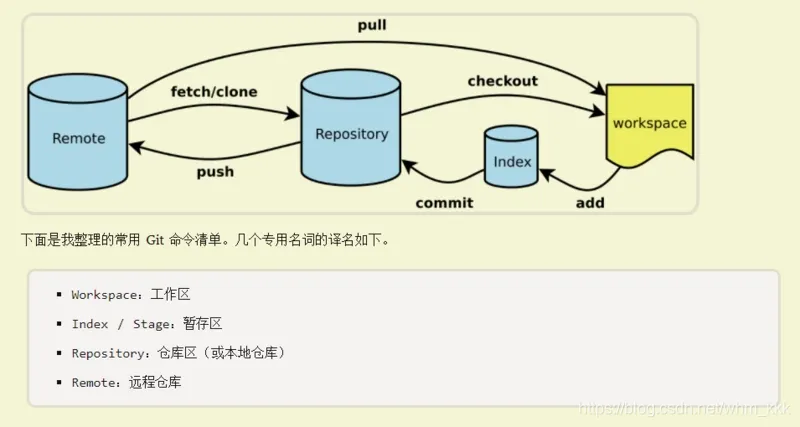 pull
fetch/clone
checkout
Remote
Repository
workspace
Index
push
commit
add
下面是我整理的常用 Git 命令清单。几个专用名词的译名如下。
Workspace：工作区
Index / Stage：暂存区
Repository：仓库区（或本地仓库）
Remote：远程仓库
https://blog.csdn.net/whm_kkk